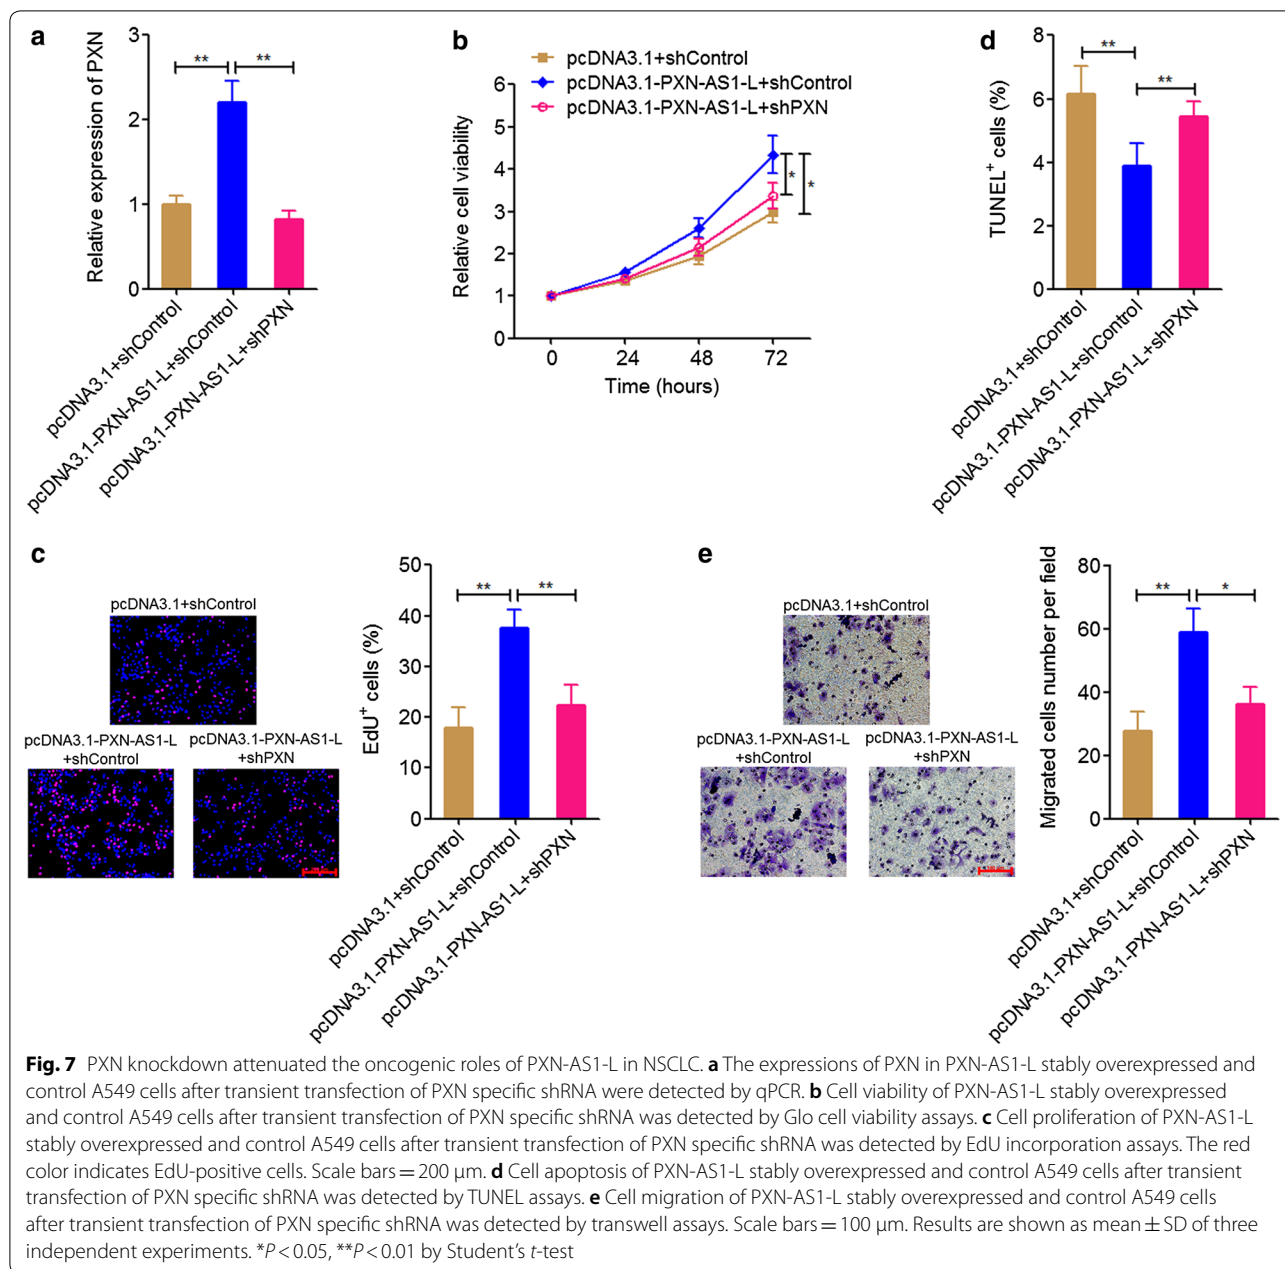 a
Relative expression of PXN
3
2
1
0
**
**
pcDNA3.1+shControl
pcDNA3.1-PXN-AS1-L+shControl
pcDNA3.1-PXN-AS1-L+shPXN
b
pcDNA3.1+shControl
pcDNA3.1-PXN-AS1-L+shControl
pcDNA3.1-PXN-AS1-L+shPXN
Relative cell viability
6
5
4
3
2
1
0
*
*
0 24 48 72
Time (hours)
d
TUNEL+ cells (%)
8
6
4
2
0
**
**
pcDNA3.1+shControl
pcDNA3.1-PXN-AS1-L+shControl
pcDNA3.1-PXN-AS1-L+shPXN
c
pcDNA3.1+shControl
pcDNA3.1-PXN-AS1-L
+shControl
pcDNA3.1-PXN-AS1-L
+shPXN
EdU+ cells (%)
50
40
30
20
10
0
**
**
pcDNA3.1+shControl
pcDNA3.1-PXN-AS1-L+shControl
pcDNA3.1-PXN-AS1-L+shPXN
e
pcDNA3.1+shControl
pcDNA3.1-PXN-AS1-L
+shControl
pcDNA3.1-PXN-AS1-L
+shPXN
Migrated cells number per field
80
60
40
20
0
**
*
pcDNA3.1+shControl
pcDNA3.1-PXN-AS1-L+shControl
pcDNA3.1-PXN-AS1-L+shPXN
Fig. 7 PXN knockdown attenuated the oncogenic roles of PXN-AS1-L in NSCLC. a The expressions of PXN in PXN-AS1-L stably overexpressed and
control A549 cells after transient transfection of PXN specific shRNA were detected by qPCR. b Cell viability of PXN-AS1-L stably overexpressed
and control A549 cells after transient transfection of PXN specific shRNA was detected by Glo cell viability assays. c Cell proliferation of PXN-AS1-L
stably overexpressed and control A549 cells after transient transfection of PXN specific shRNA was detected by EdU incorporation assays. The red
color indicates EdU-positive cells. Scale bars = 200 μm. d Cell apoptosis of PXN-AS1-L stably overexpressed and control A549 cells after transient
transfection of PXN specific shRNA was detected by TUNEL assays. e Cell migration of PXN-AS1-L stably overexpressed and control A549 cells
after transient transfection of PXN specific shRNA was detected by transwell assays. Scale bars = 100 μm. Results are shown as mean ± SD of three
independent experiments. *P < 0.05, **P < 0.01 by Student's t-test